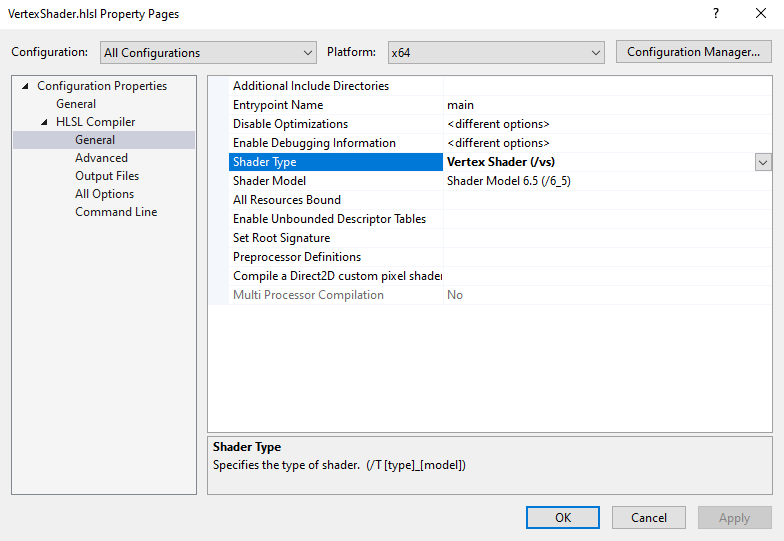 VertexShader.hlsl Property Pages
Configuration: All Configurations Platform: x64 Configuration Manager...
Configuration Properties
General
HLSL Compiler
General
Advanced
Output Files
All Options
Command Line
Additional Include Directories
Entrypoint Name main
Disable Optimizations <different options>
Enable Debugging Information <different options>
Shader Type Vertex Shader (/vs)
Shader Model Shader Model 6.5 (/6_5)
All Resources Bound
Enable Unbounded Descriptor Tables
Set Root Signature
Preprocessor Definitions
Compile a Direct2D custom pixel shader
Multi Processor Compilation No
Shader Type
Specifies the type of shader. (/T [type]_[model])
OK Cancel Apply